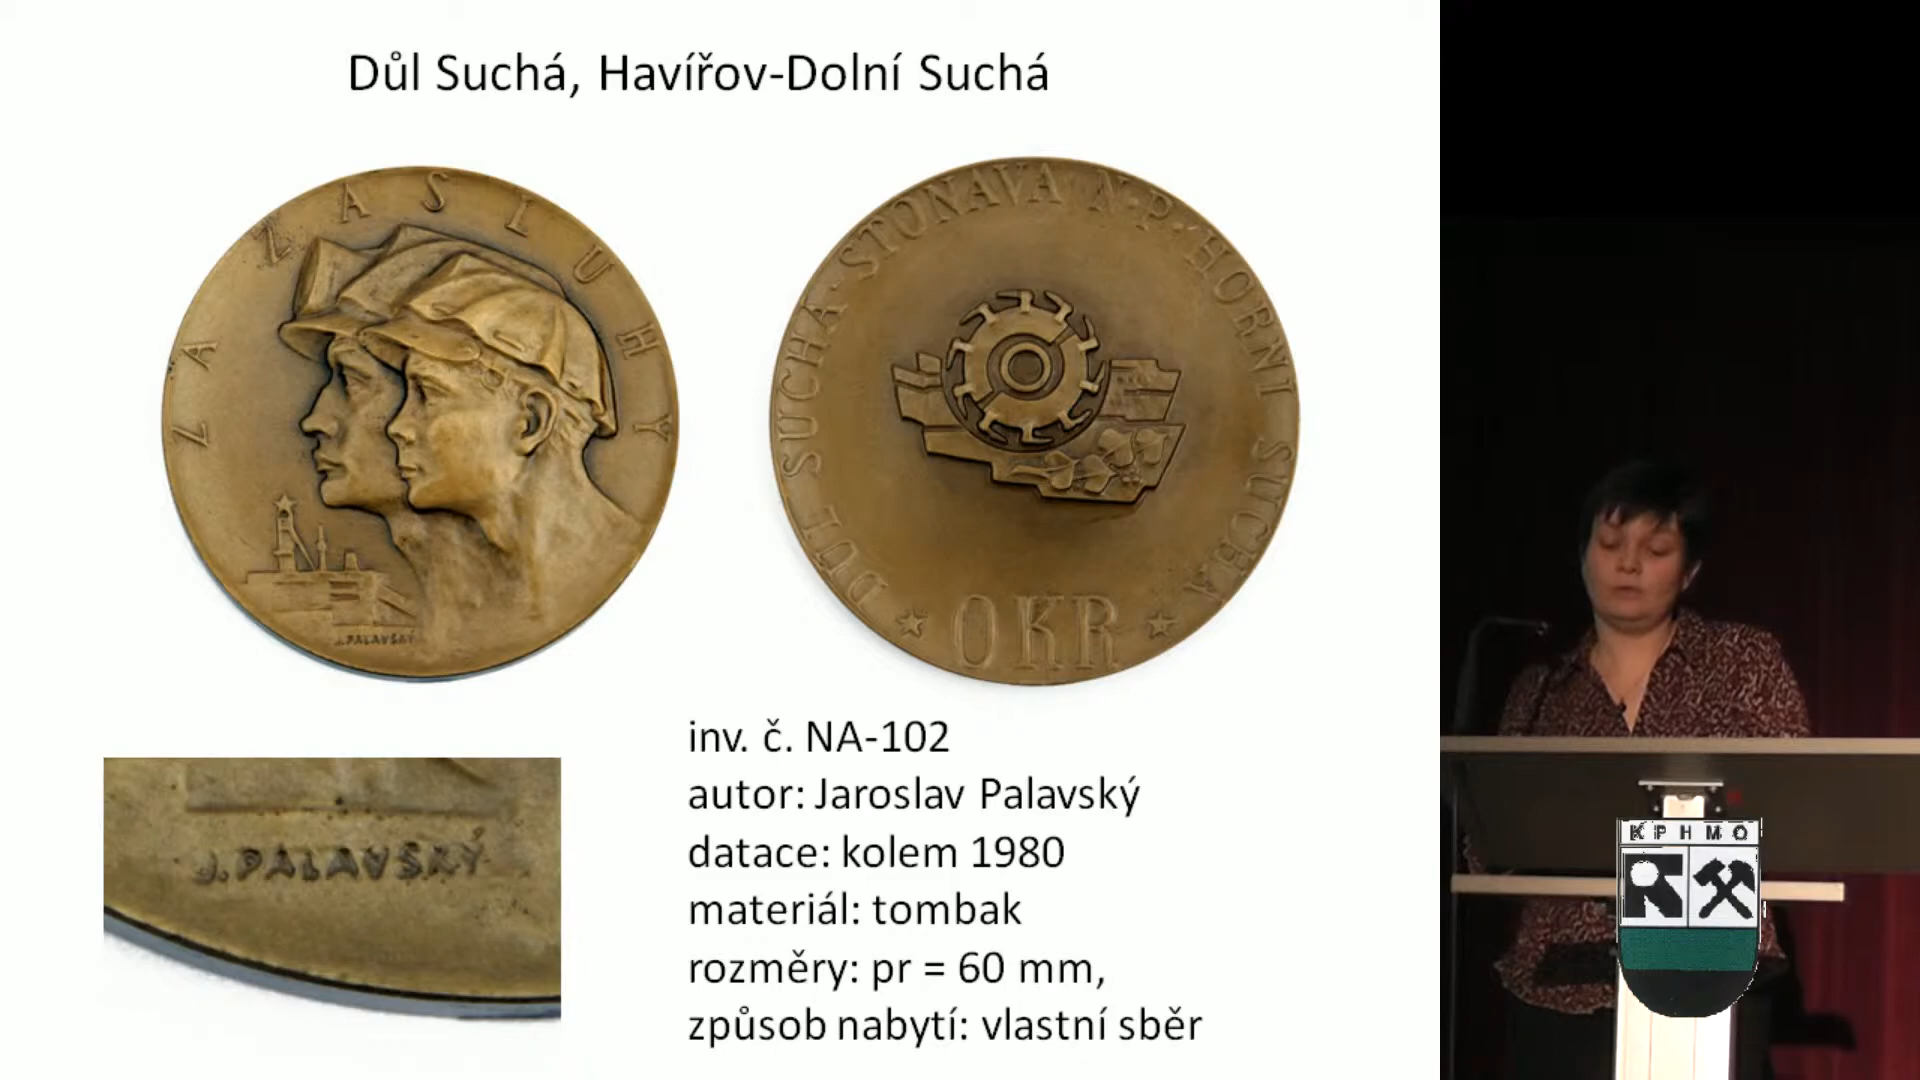 Důl Suchá, Havířov-Dolní Suchá
ZA ZÁSLUHY
J. PALAVSKÝ
DŮL SUCHÁ · STONAVA N·P· HORNÍ SUCHÁ
OKR
J. PALAVSKÝ
inv. č. NA-102
autor: Jaroslav Palavský
datace: kolem 1980
materiál: tombak
rozměry: pr = 60 mm,
způsob nabytí: vlastní sběr
KPHMO